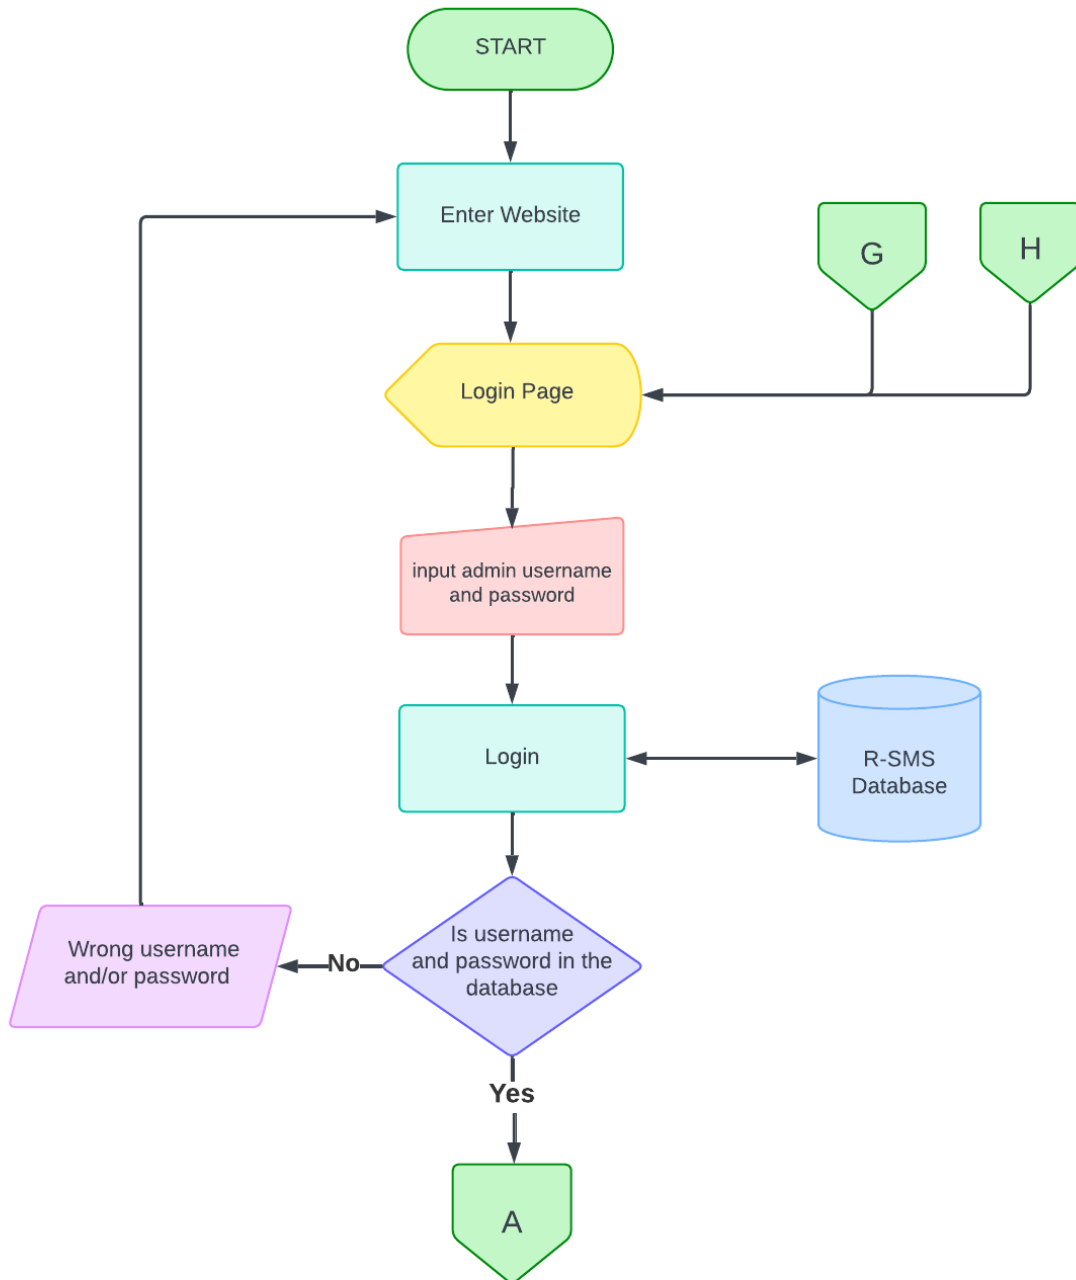 START
Enter Website
G
H
Login Page
input admin username
and password
Login
R-SMS
Database
Is username
and password in the
database
No
Wrong username
and/or password
Yes
A